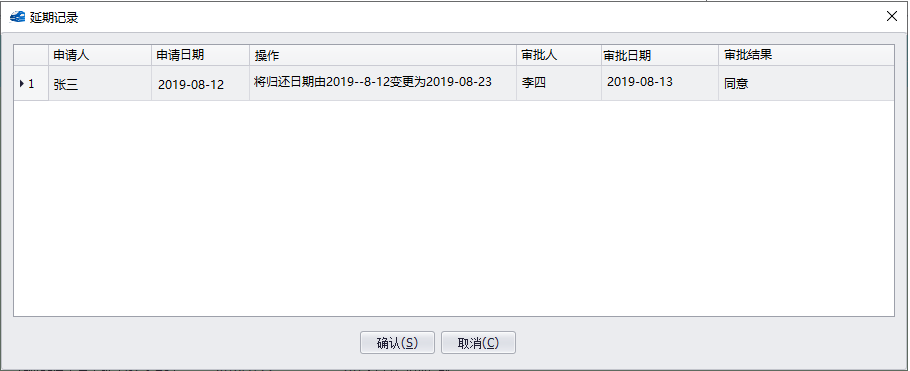 延期记录
申请人 申请日期 操作 审批人 审批日期 审批结果
1 张三 2019-08-12 将归还日期由2019--8-12变更为2019-08-23 李四 2019-08-13 同意
确认(S) 取消(C)